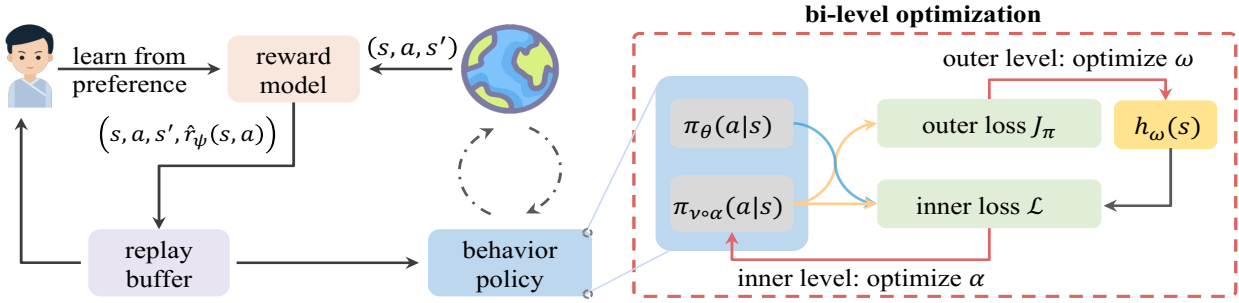 bi-level optimization
learn from
preference
reward
model
(s, a, s′)
(s, a, s′, r̂_ψ(s, a))
replay
buffer
behavior
policy
outer level: optimize ω
π_θ(a|s)
outer loss J_π
h_ω(s)
π_{ν∘α}(a|s)
inner loss ℒ
inner level: optimize α